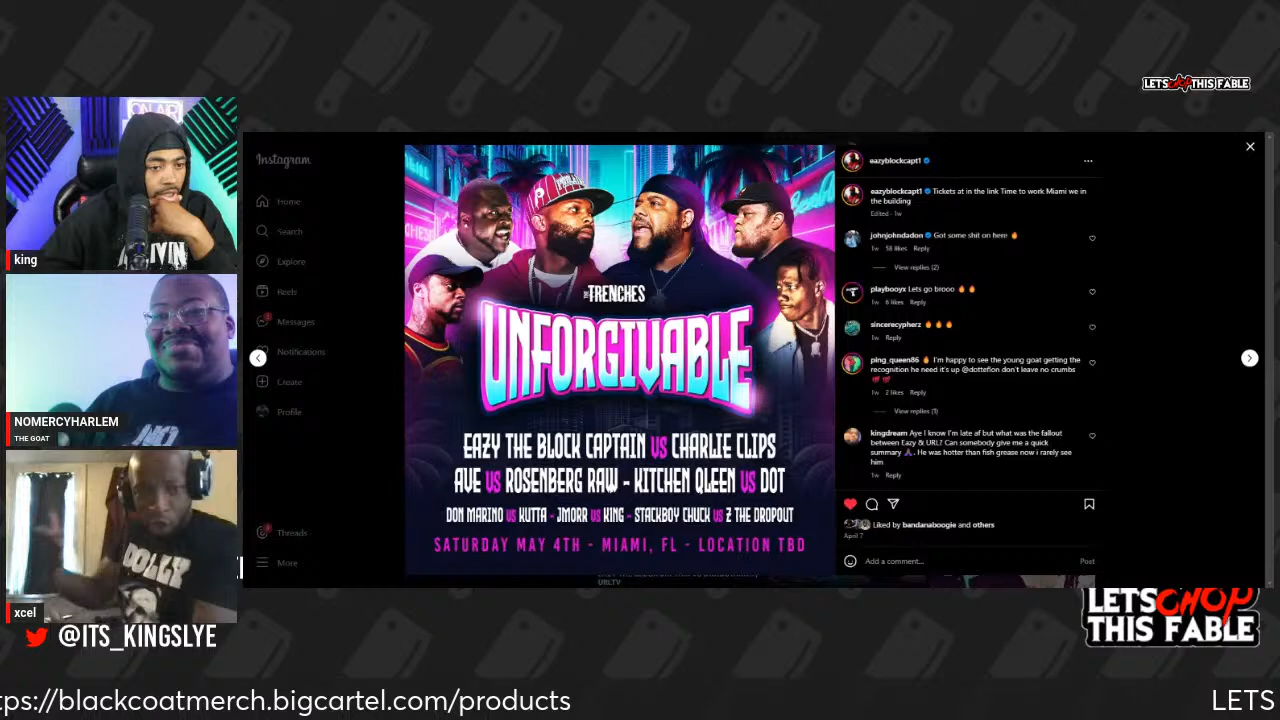 LETS CHOP THIS FABLE
ON AIR
king
NOMERCYHARLEM
THE GOAT
DOLLY
xcel
@ITS_KINGSLYE
Instagram
Home
Search
Explore
Reels
Messages
Notifications
Create
Profile
Threads
More
THE TRENCHES
UNFORGIVABLE
EAZY THE BLOCK CAPTAIN VS CHARLIE CLIPS
AVE VS ROSENBERG RAW - KITCHEN QLEEN VS DOT
DON MARINO VS KUTTA - JMORR VS KING - STACKBOY CHUCK VS Z THE DROPOUT
SATURDAY MAY 4TH - MIAMI, FL - LOCATION TBD
eazyblockcapt1
eazyblockcapt1 Tickets at in the link Time to work Miami we in
the building
Edited · 1w
johnjohndadon Got some shit on here 🔥
1w 58 likes Reply
View replies (2)
playbooyx Lets go brooo 🔥 🔥
1w 6 likes Reply
sincerecypherz 🔥 🔥 🔥
1w Reply
ping_queen86 🔥 I'm happy to see the young goat getting the
recognition he need it's up @dotteflon don't leave no crumbs
1w 2 likes Reply
View replies (1)
kingdream Aye I know I'm late af but what was the fallout
between Eazy & URL? Can somebody give me a quick
summary 🙏🏾. He was hotter than fish grease now i rarely see
him
1w Reply
Liked by bandanaboogie and others
April 7
Add a comment...
Post
URLTV
LETS CHOP
THIS FABLE
tps://blackcoatmerch.bigcartel.com/products
LETS